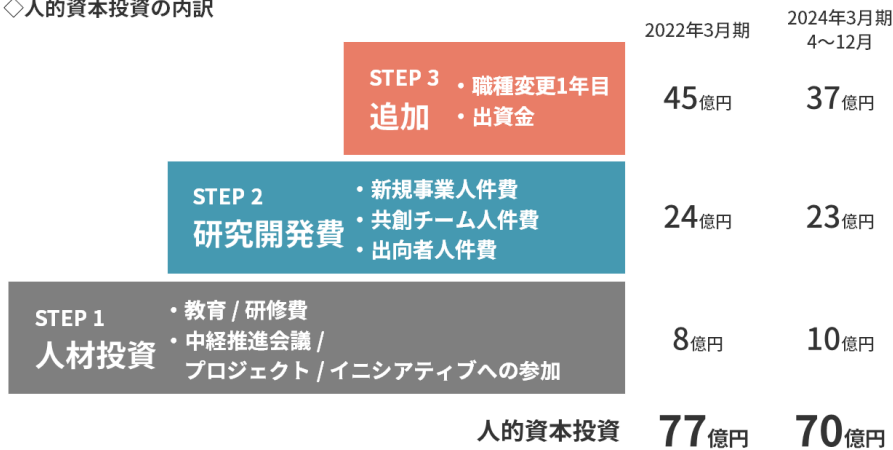 ◇人的資本投資の内訳
2022年3月期
2024年3月期
4〜12月
STEP 3
追加
・職種変更1年目
・出資金
45億円
37億円
STEP 2
研究開発費
・新規事業人件費
・共創チーム人件費
・出向者人件費
24億円
23億円
STEP 1
人材投資
・教育 / 研修費
・中経推進会議 /
プロジェクト / イニシアティブへの参加
8億円
10億円
人的資本投資
77億円
70億円